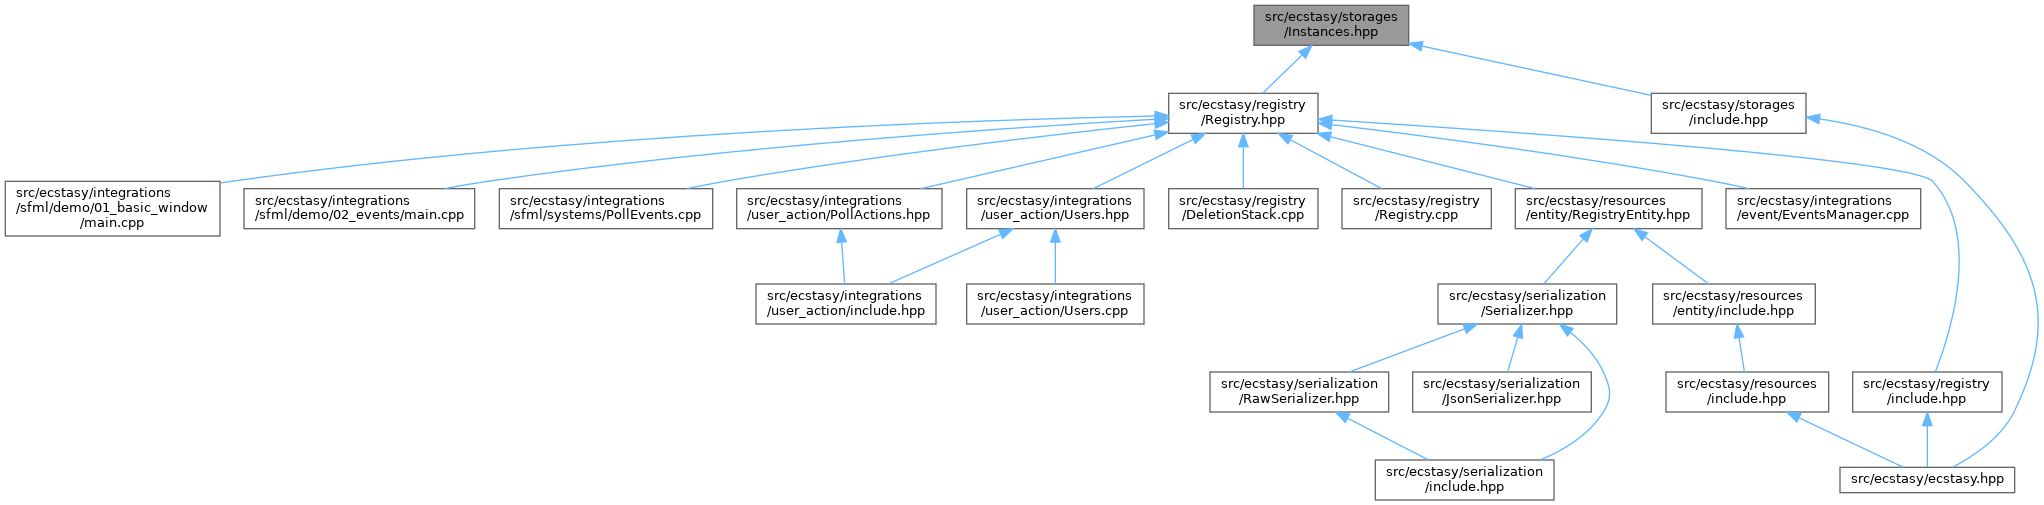 src/ecstasy/storages
/Instances.hpp
src/ecstasy/registry
/Registry.hpp
src/ecstasy/storages
/include.hpp
src/ecstasy/integrations
/sfml/demo/01_basic_window
/main.cpp
src/ecstasy/integrations
/sfml/demo/02_events/main.cpp
src/ecstasy/integrations
/sfml/systems/PollEvents.cpp
src/ecstasy/integrations
/user_action/PollActions.hpp
src/ecstasy/integrations
/user_action/Users.hpp
src/ecstasy/registry
/DeletionStack.cpp
src/ecstasy/registry
/Registry.cpp
src/ecstasy/resources
/entity/RegistryEntity.hpp
src/ecstasy/integrations
/event/EventsManager.cpp
src/ecstasy/integrations
/user_action/include.hpp
src/ecstasy/integrations
/user_action/Users.cpp
src/ecstasy/serialization
/Serializer.hpp
src/ecstasy/resources
/entity/include.hpp
src/ecstasy/serialization
/RawSerializer.hpp
src/ecstasy/serialization
/JsonSerializer.hpp
src/ecstasy/resources
/include.hpp
src/ecstasy/registry
/include.hpp
src/ecstasy/serialization
/include.hpp
src/ecstasy/ecstasy.hpp